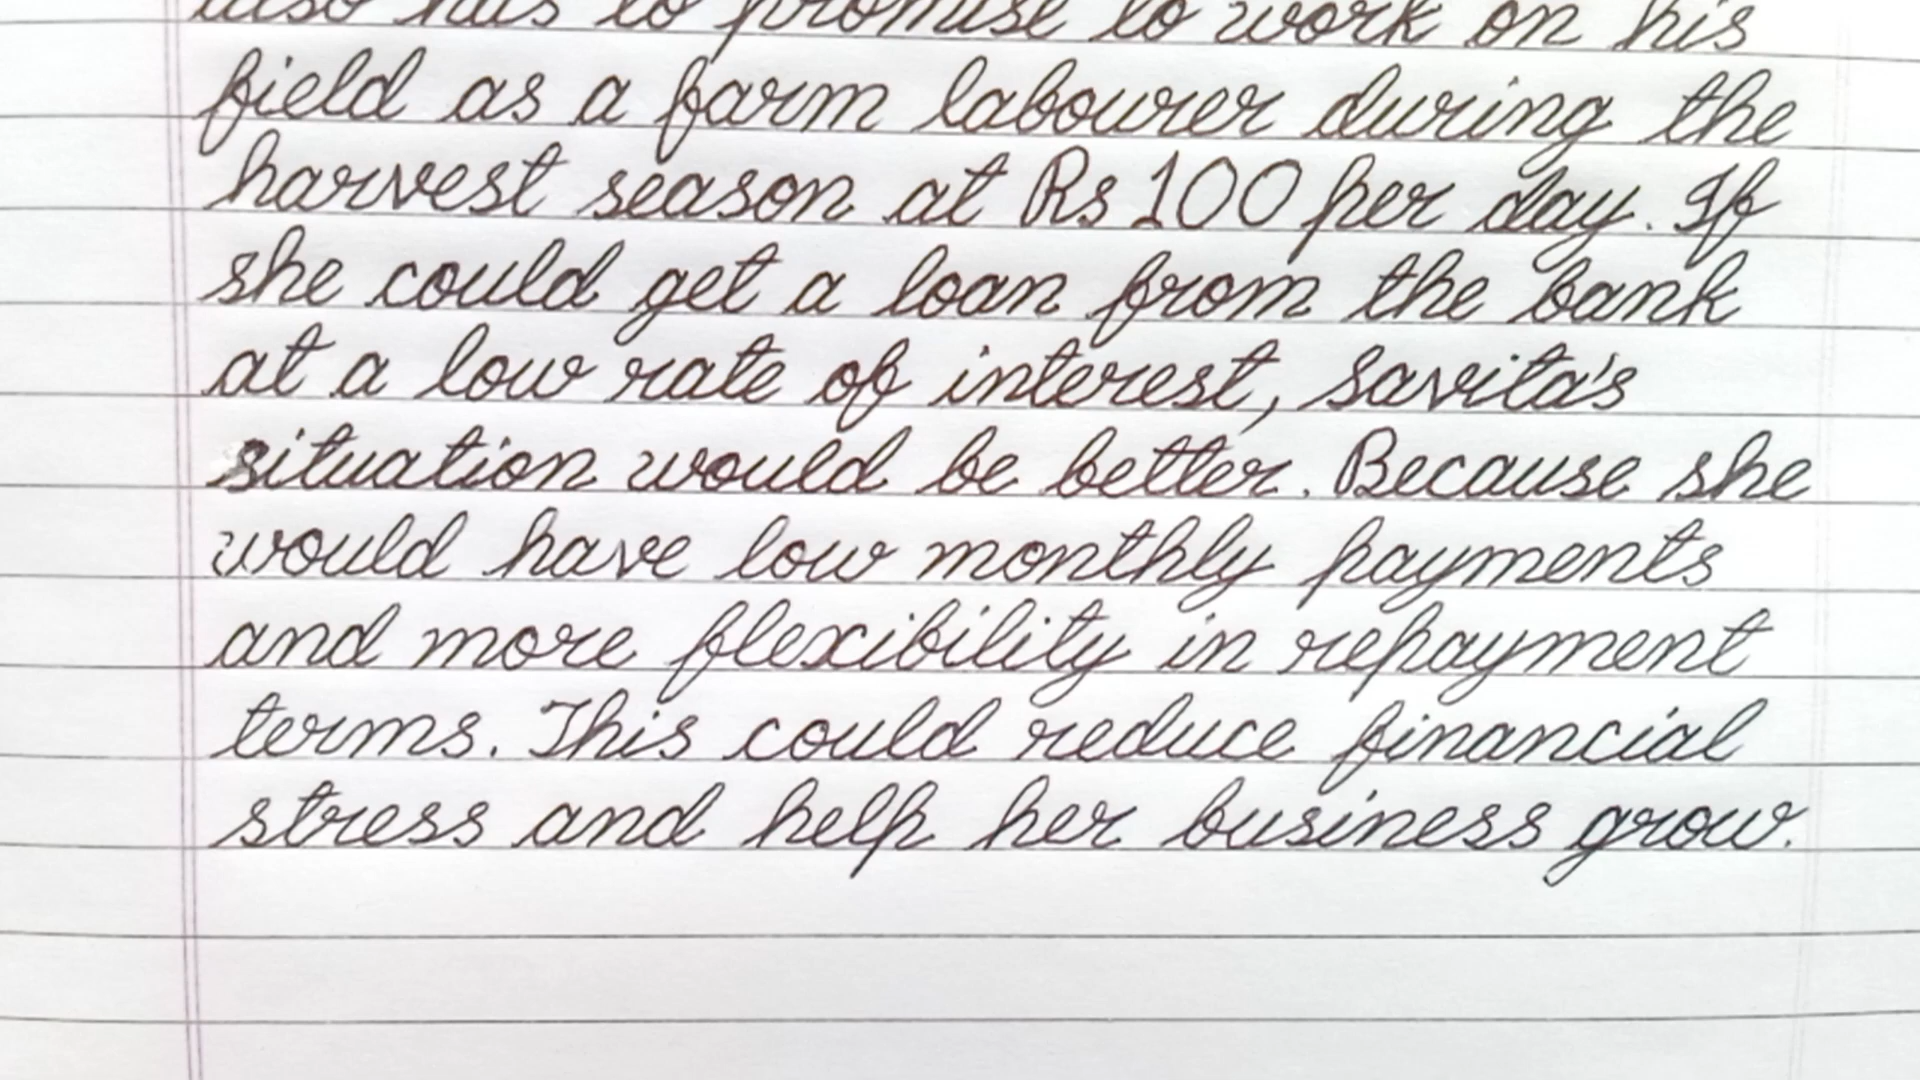 also has to promise to work on his
field as a farm labourer during the
harvest season at Rs 100 per day. If
she could get a loan from the bank
at a low rate of interest, Savita's
situation would be better. Because she
would have low monthly payments
and more flexibility in repayment
terms. This could reduce financial
stress and help her business grow.